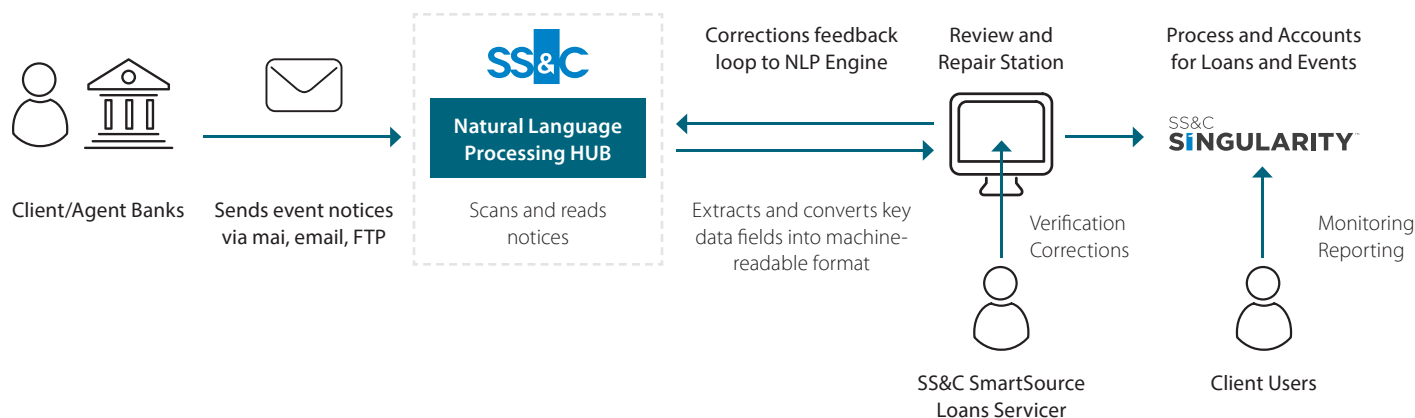 Client/Agent Banks
Sends event notices
via mai, email, FTP
SS&C
Natural Language
Processing HUB
Scans and reads
notices
Corrections feedback
loop to NLP Engine
Extracts and converts key
data fields into machine-
readable format
Review and
Repair Station
Verification
Corrections
SS&C SmartSource
Loans Servicer
Process and Accounts
for Loans and Events
SS&C
SINGULARITY™
Monitoring
Reporting
Client Users